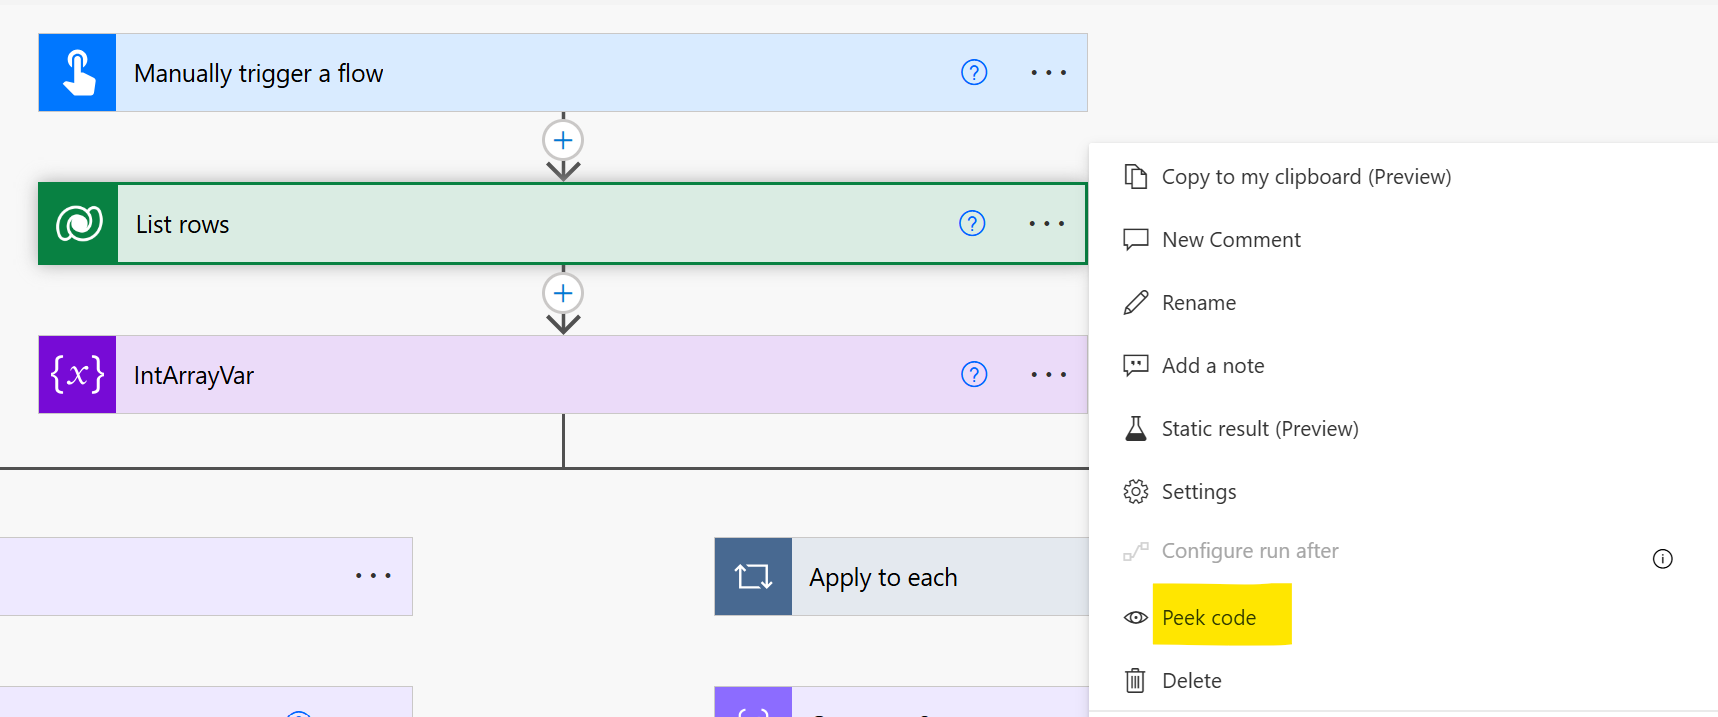 Manually trigger a flow
List rows
{x} IntArrayVar
Apply to each
Copy to my clipboard (Preview)
New Comment
Rename
Add a note
Static result (Preview)
Settings
Configure run after
Peek code
Delete